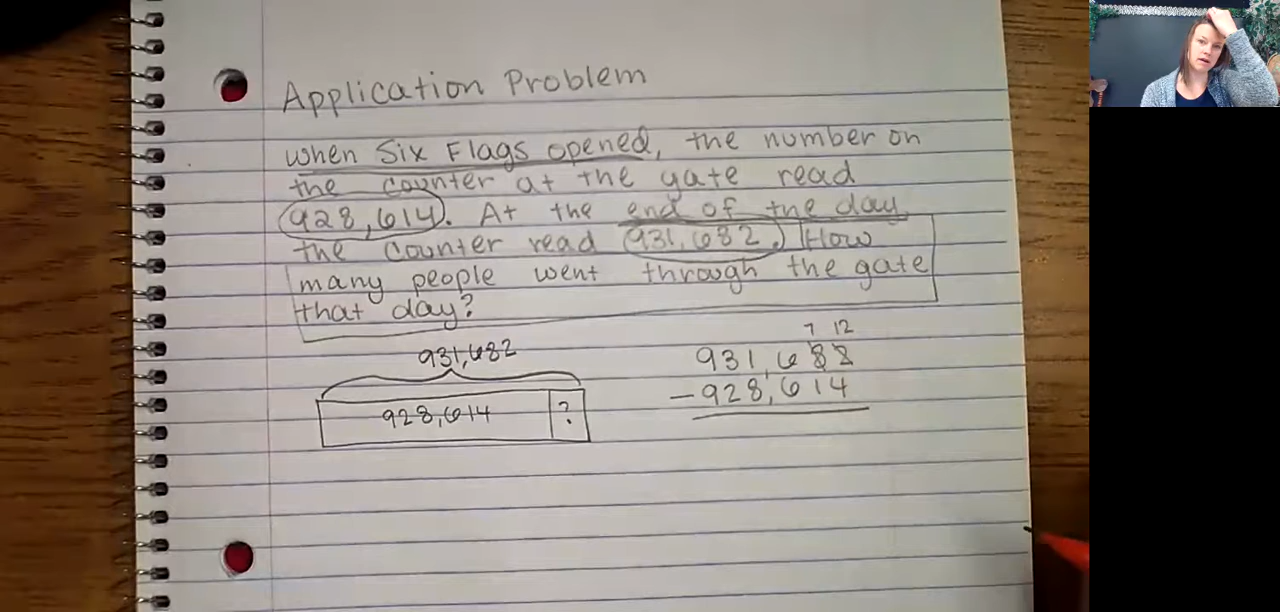 Application Problem
when Six Flags opened, the number on
the counter at the gate read
928,614. At the end of the day
the counter read 931,682. How
many people went through the gate
that day?
931,682
928,614 ?
7 12
931,682
-928,614